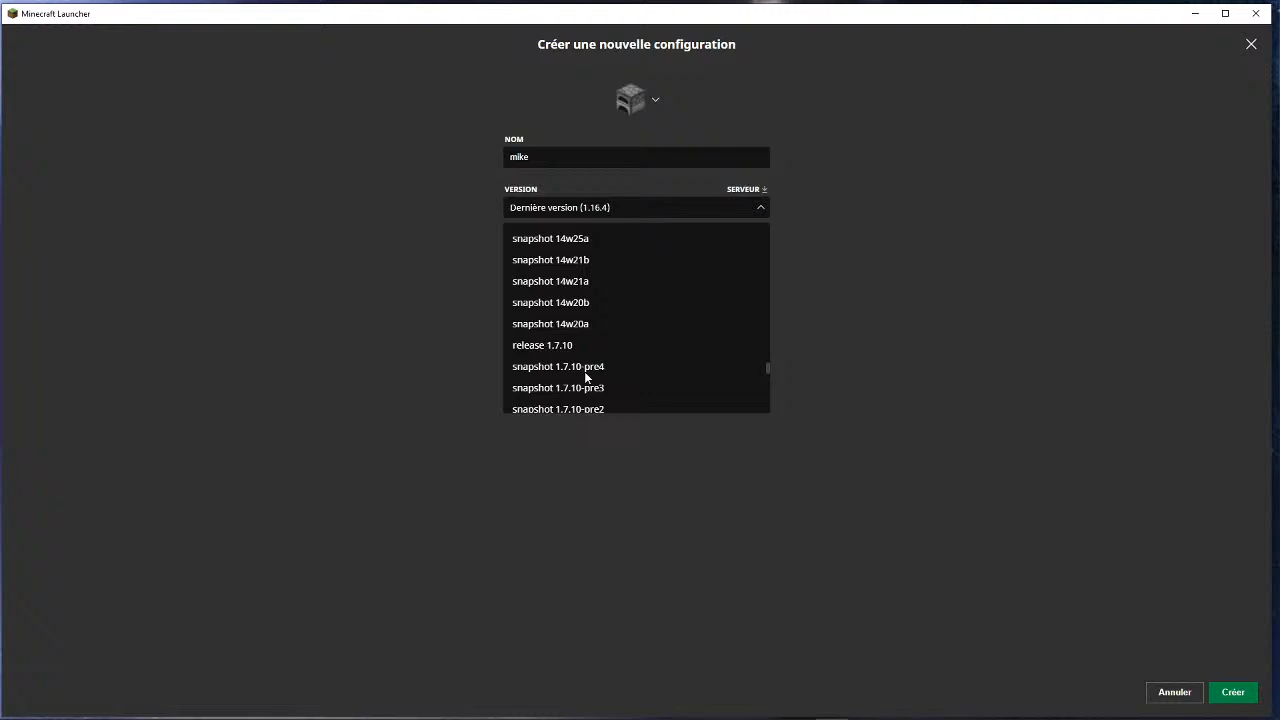 Minecraft Launcher
Créer une nouvelle configuration
NOM
mike
VERSION
SERVEUR
Dernière version (1.16.4)
snapshot 14w25a
snapshot 14w21b
snapshot 14w21a
snapshot 14w20b
snapshot 14w20a
release 1.7.10
snapshot 1.7.10-pre4
snapshot 1.7.10-pre3
snapshot 1.7.10-pre2
Annuler
Créer